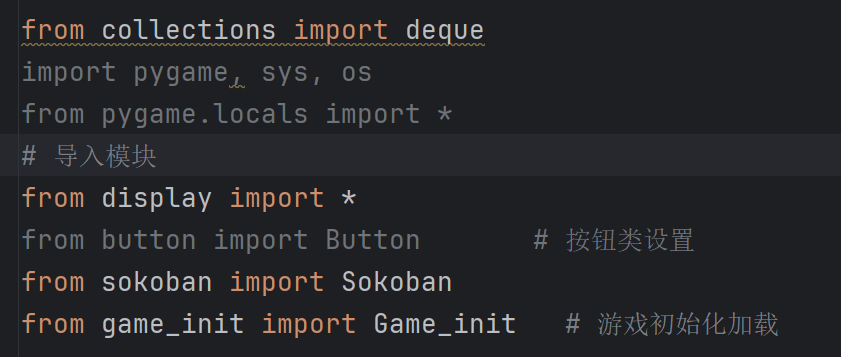 from collections import deque
import pygame, sys, os
from pygame.locals import *
# 导入模块
from display import *
from button import Button       # 按钮类设置
from sokoban import Sokoban
from game_init import Game_init   # 游戏初始化加载